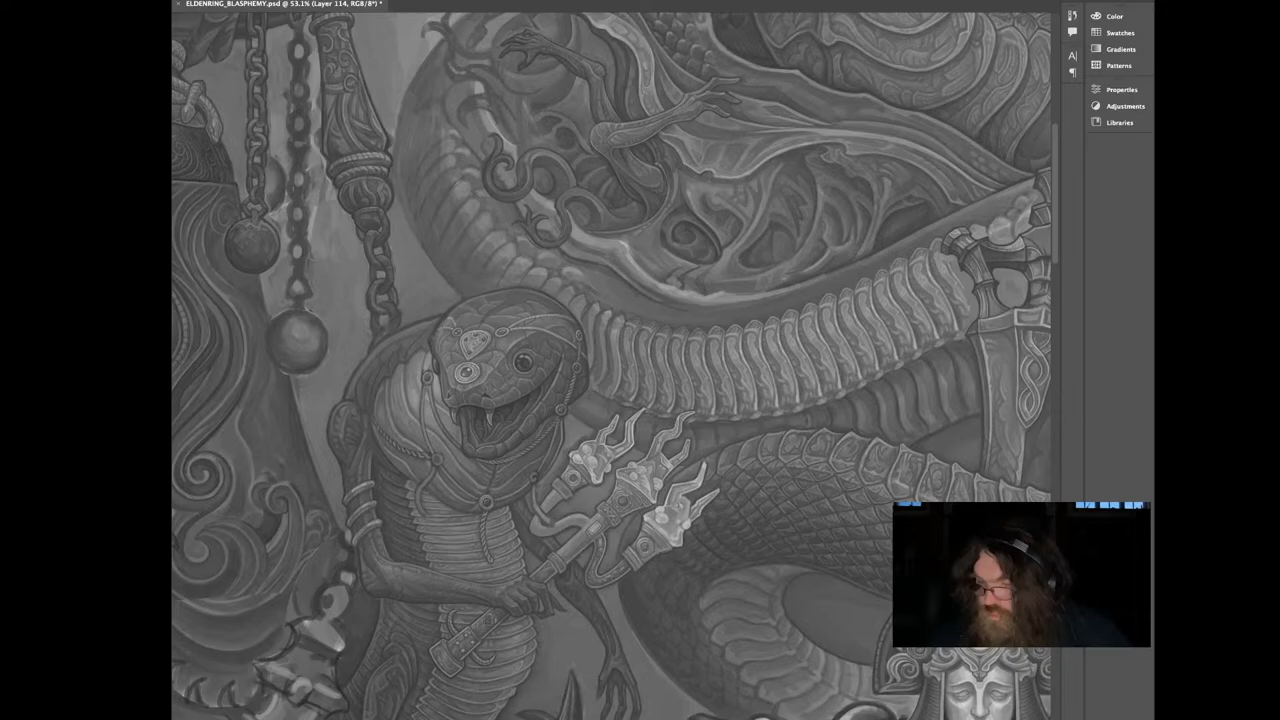 × ELDENRING_BLASPHEMY.psd @ 53.1% (Layer 114, RGB/8*) *
Color
Swatches
Gradients
Patterns
Properties
Adjustments
Libraries